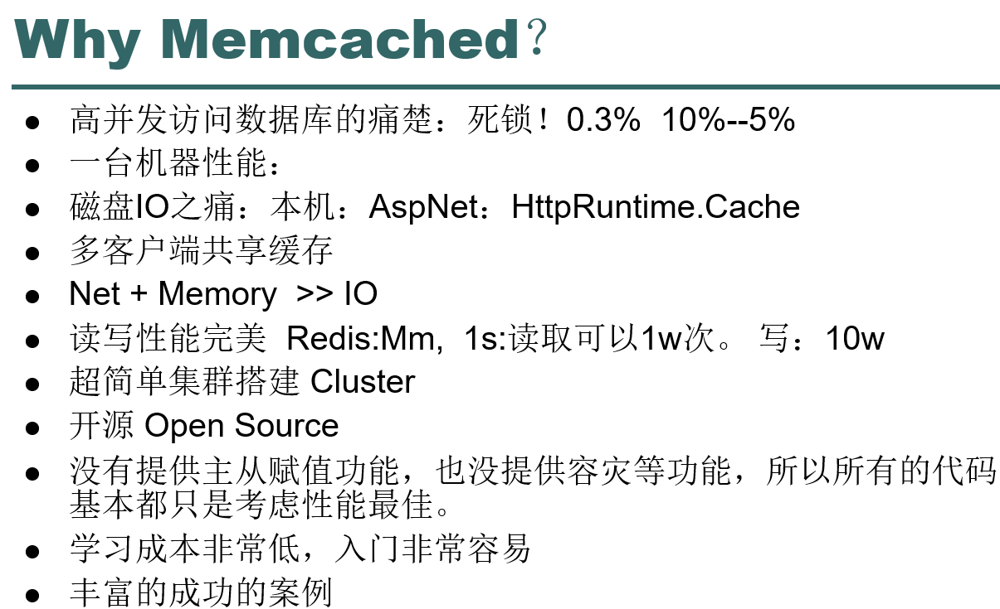 Why Memcached？
● 高并发访问数据库的痛楚：死锁！0.3%  10%--5%
● 一台机器性能：
● 磁盘IO之痛：本机：AspNet：HttpRuntime.Cache
● 多客户端共享缓存
● Net + Memory  >> IO
● 读写性能完美  Redis:Mm,  1s:读取可以1w次。 写：10w
● 超简单集群搭建 Cluster
● 开源 Open Source
● 没有提供主从赋值功能，也没提供容灾等功能，所以所有的代码
基本都只是考虑性能最佳。
● 学习成本非常低，入门非常容易
● 丰富的成功的案例